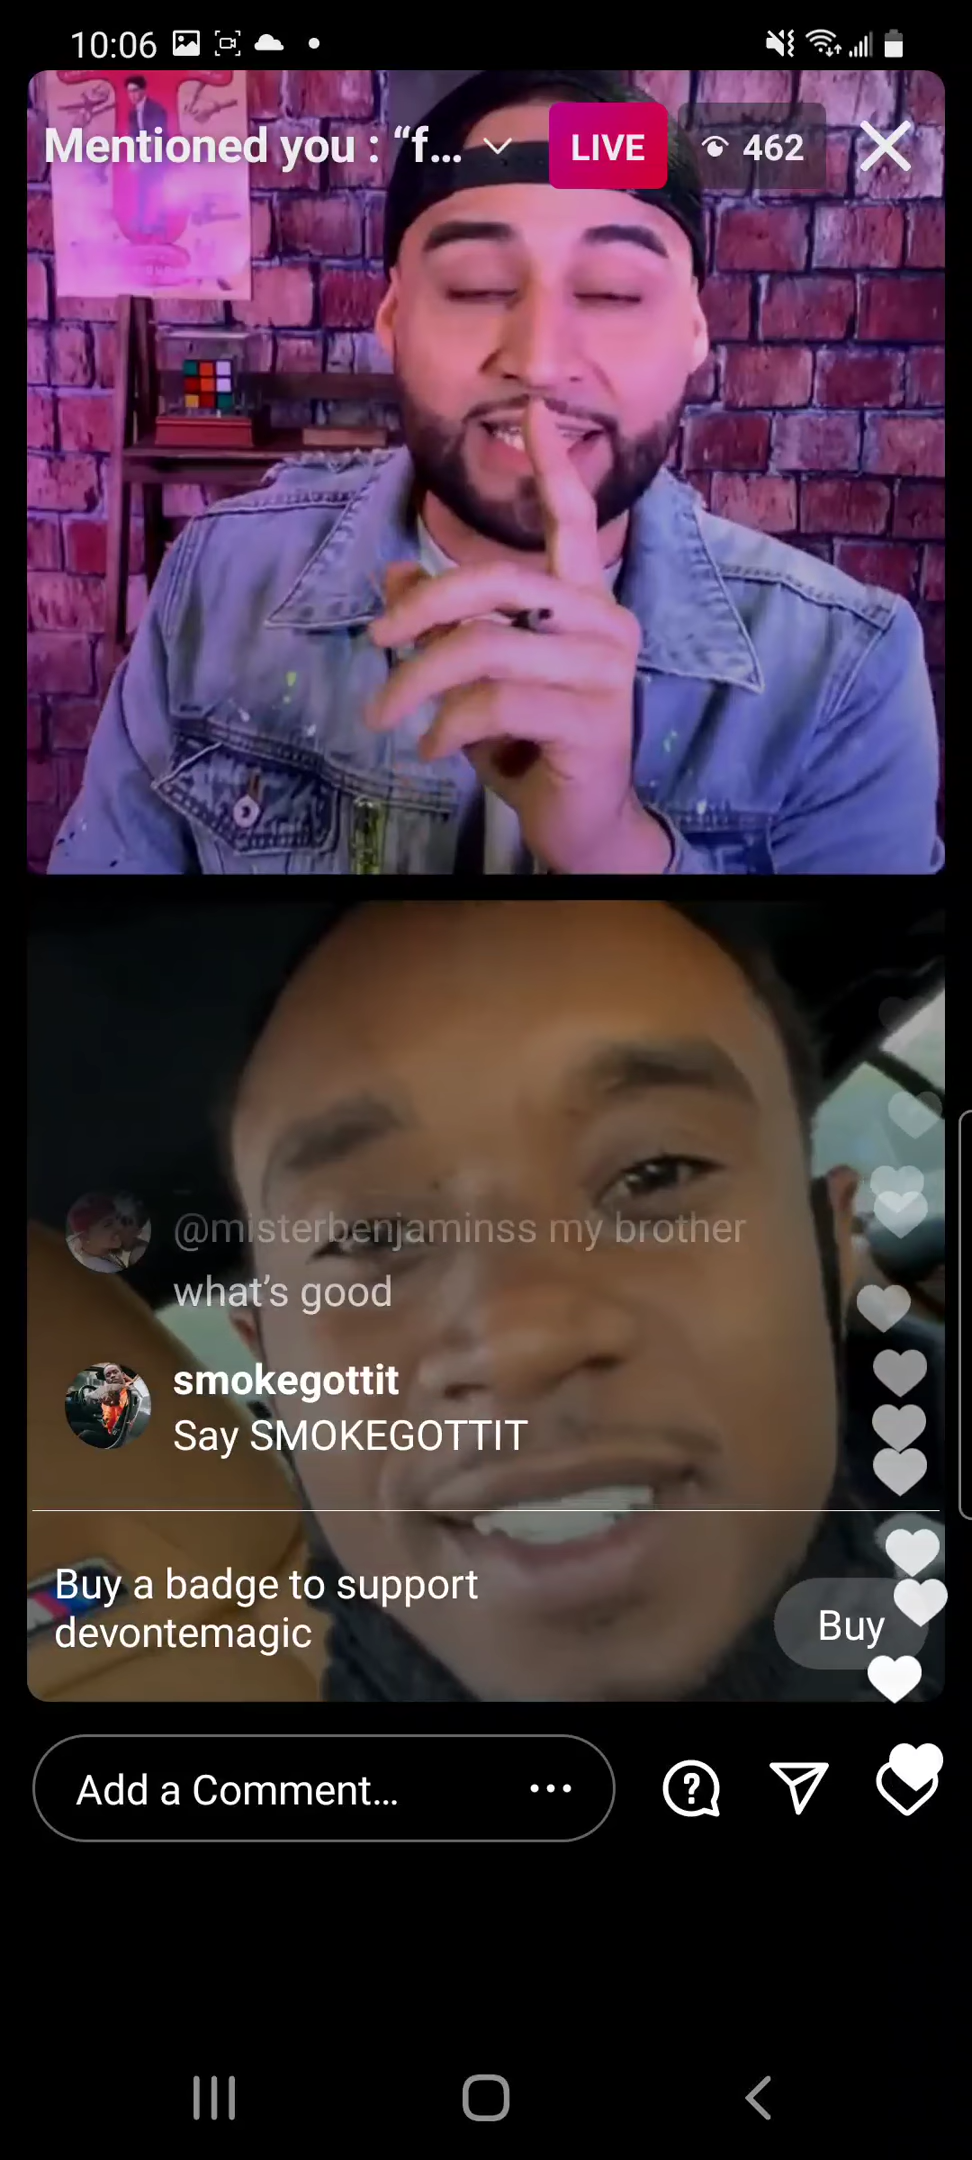 10:06
Mentioned you : “f...
LIVE
462
@misterbenjaminss my brother
what’s good
smokegottit
Say SMOKEGOTTIT
Buy a badge to support
devontemagic
Buy
Add a Comment...